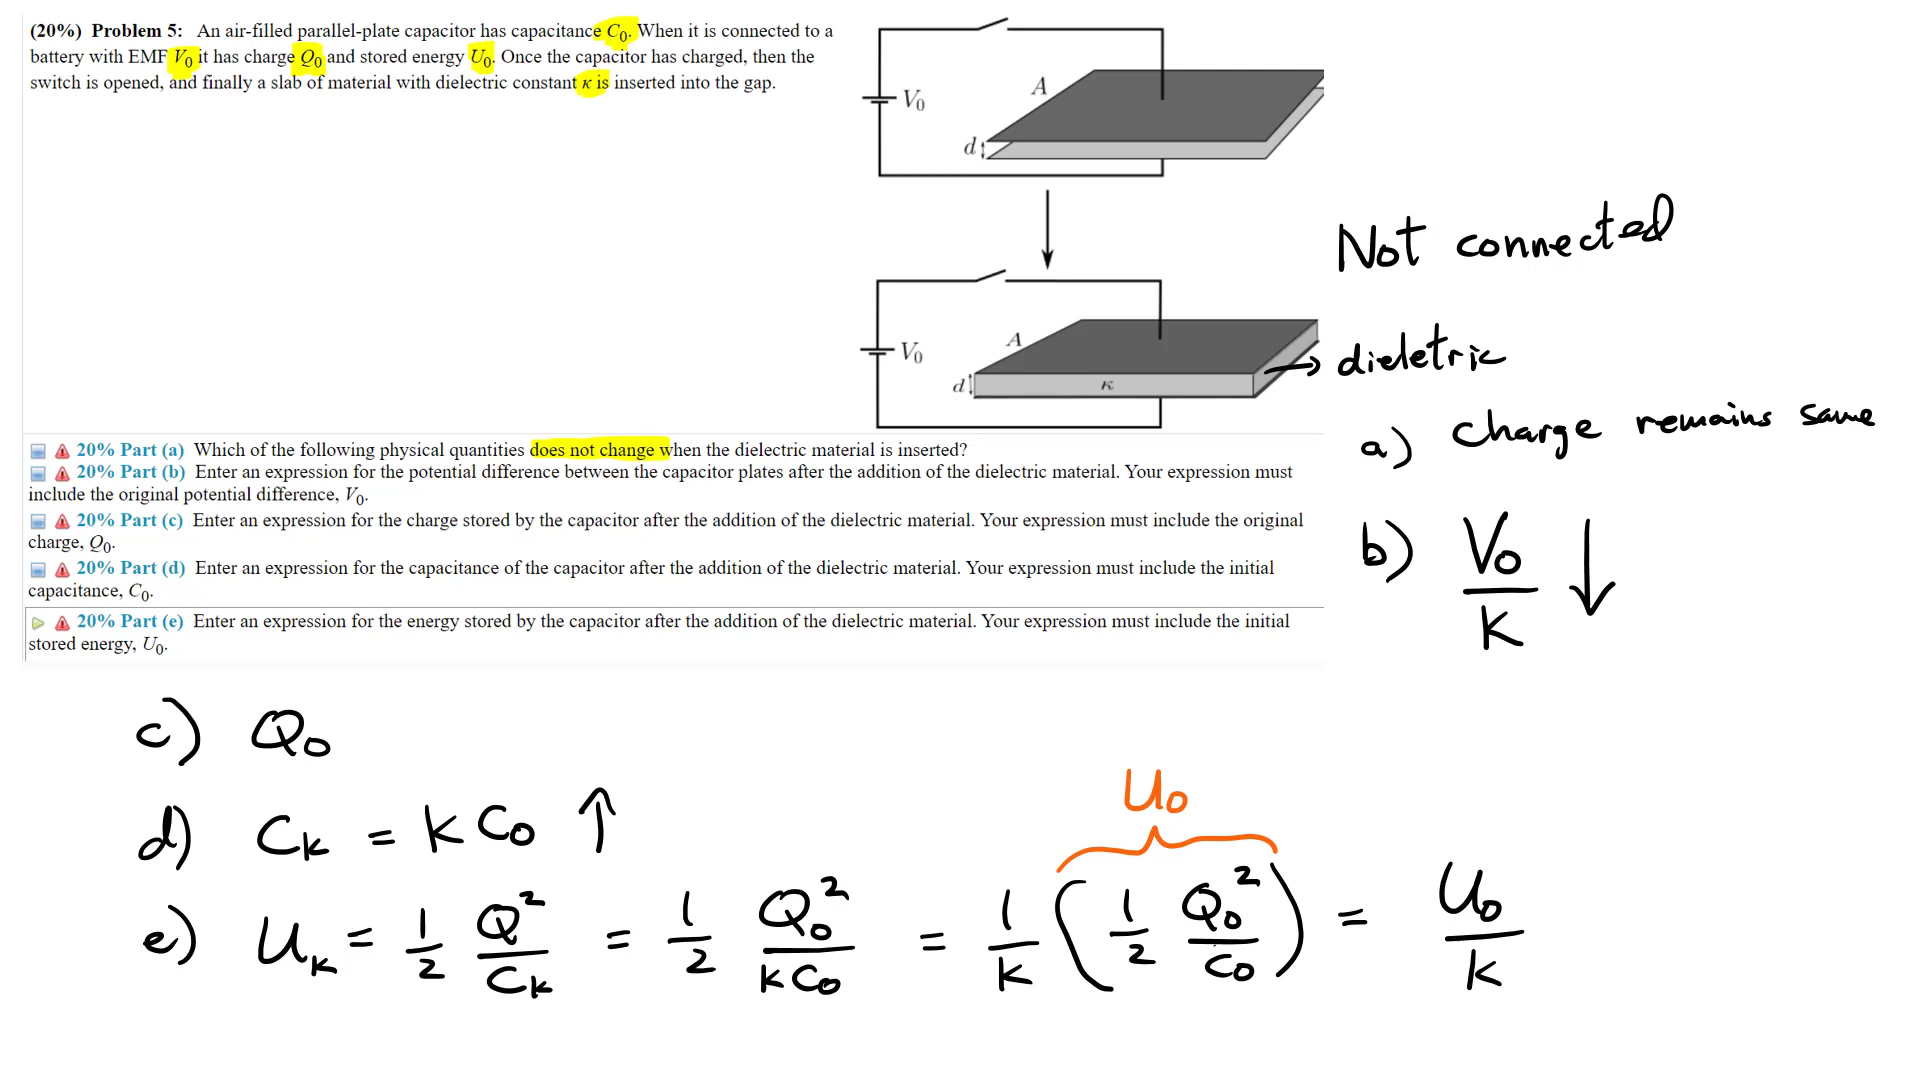 (20%) Problem 5: An air-filled parallel-plate capacitor has capacitance C₀. When it is connected to a
battery with EMF V₀ it has charge Q₀ and stored energy U₀. Once the capacitor has charged, then the
switch is opened, and finally a slab of material with dielectric constant κ is inserted into the gap.
V₀
A
d
V₀
A
d
κ
Not connected
→ dieletric
a) charge remains same
b) V₀/k ↓
20% Part (a) Which of the following physical quantities does not change when the dielectric material is inserted?
20% Part (b) Enter an expression for the potential difference between the capacitor plates after the addition of the dielectric material. Your expression must
include the original potential difference, V₀.
20% Part (c) Enter an expression for the charge stored by the capacitor after the addition of the dielectric material. Your expression must include the original
charge, Q₀.
20% Part (d) Enter an expression for the capacitance of the capacitor after the addition of the dielectric material. Your expression must include the initial
capacitance, C₀.
20% Part (e) Enter an expression for the energy stored by the capacitor after the addition of the dielectric material. Your expression must include the initial
stored energy, U₀.
c) Q₀
d) Cₖ = k C₀ ↑
U₀
e) Uₖ = 1/2 Q²/Cₖ = 1/2 Q₀²/kC₀ = 1/k (1/2 Q₀²/C₀) = U₀/k